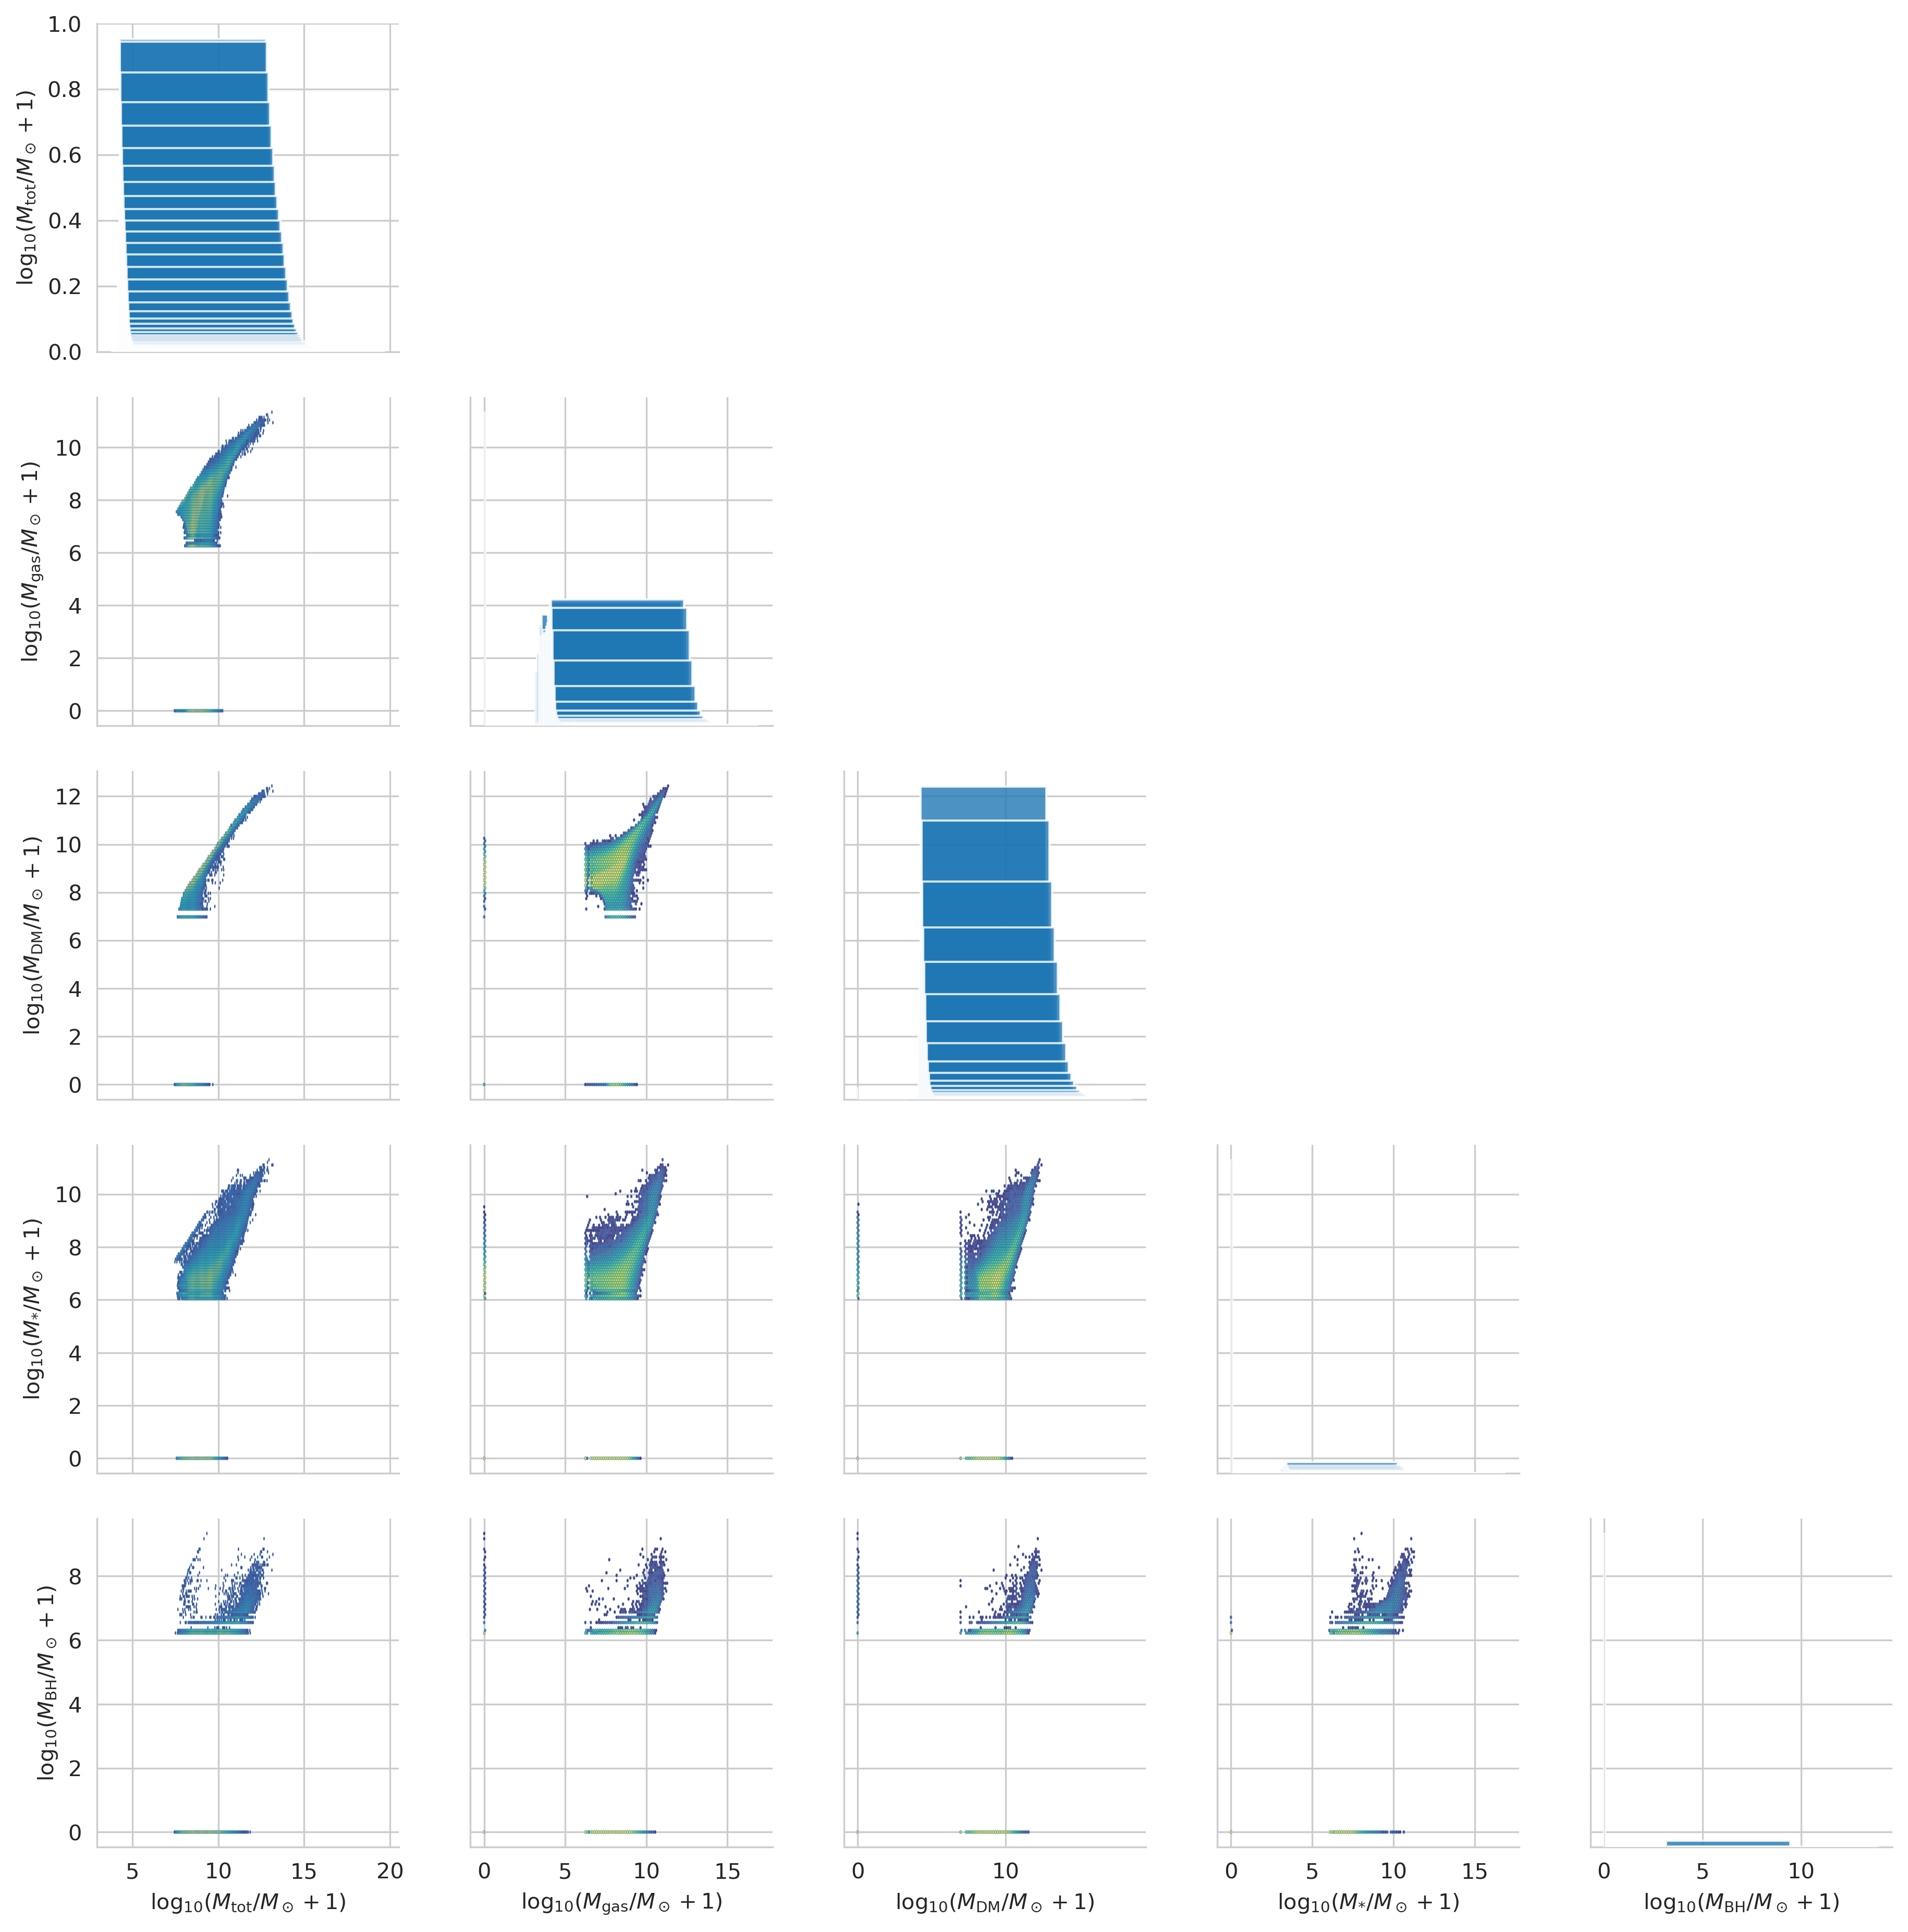 1.0
0.8
0.6
0.4
0.2
0.0
log₁₀(M_tot/M_⊙ + 1)
10
8
6
4
2
0
log₁₀(M_gas/M_⊙ + 1)
12
10
8
6
4
2
0
log₁₀(M_DM/M_⊙ + 1)
10
8
6
4
2
0
log₁₀(M_*/M_⊙ + 1)
8
6
4
2
0
log₁₀(M_BH/M_⊙ + 1)
5 10 15 20
log₁₀(M_tot/M_⊙ + 1)
0 5 10 15
log₁₀(M_gas/M_⊙ + 1)
0 10
log₁₀(M_DM/M_⊙ + 1)
0 5 10 15
log₁₀(M_*/M_⊙ + 1)
0 5 10
log₁₀(M_BH/M_⊙ + 1)